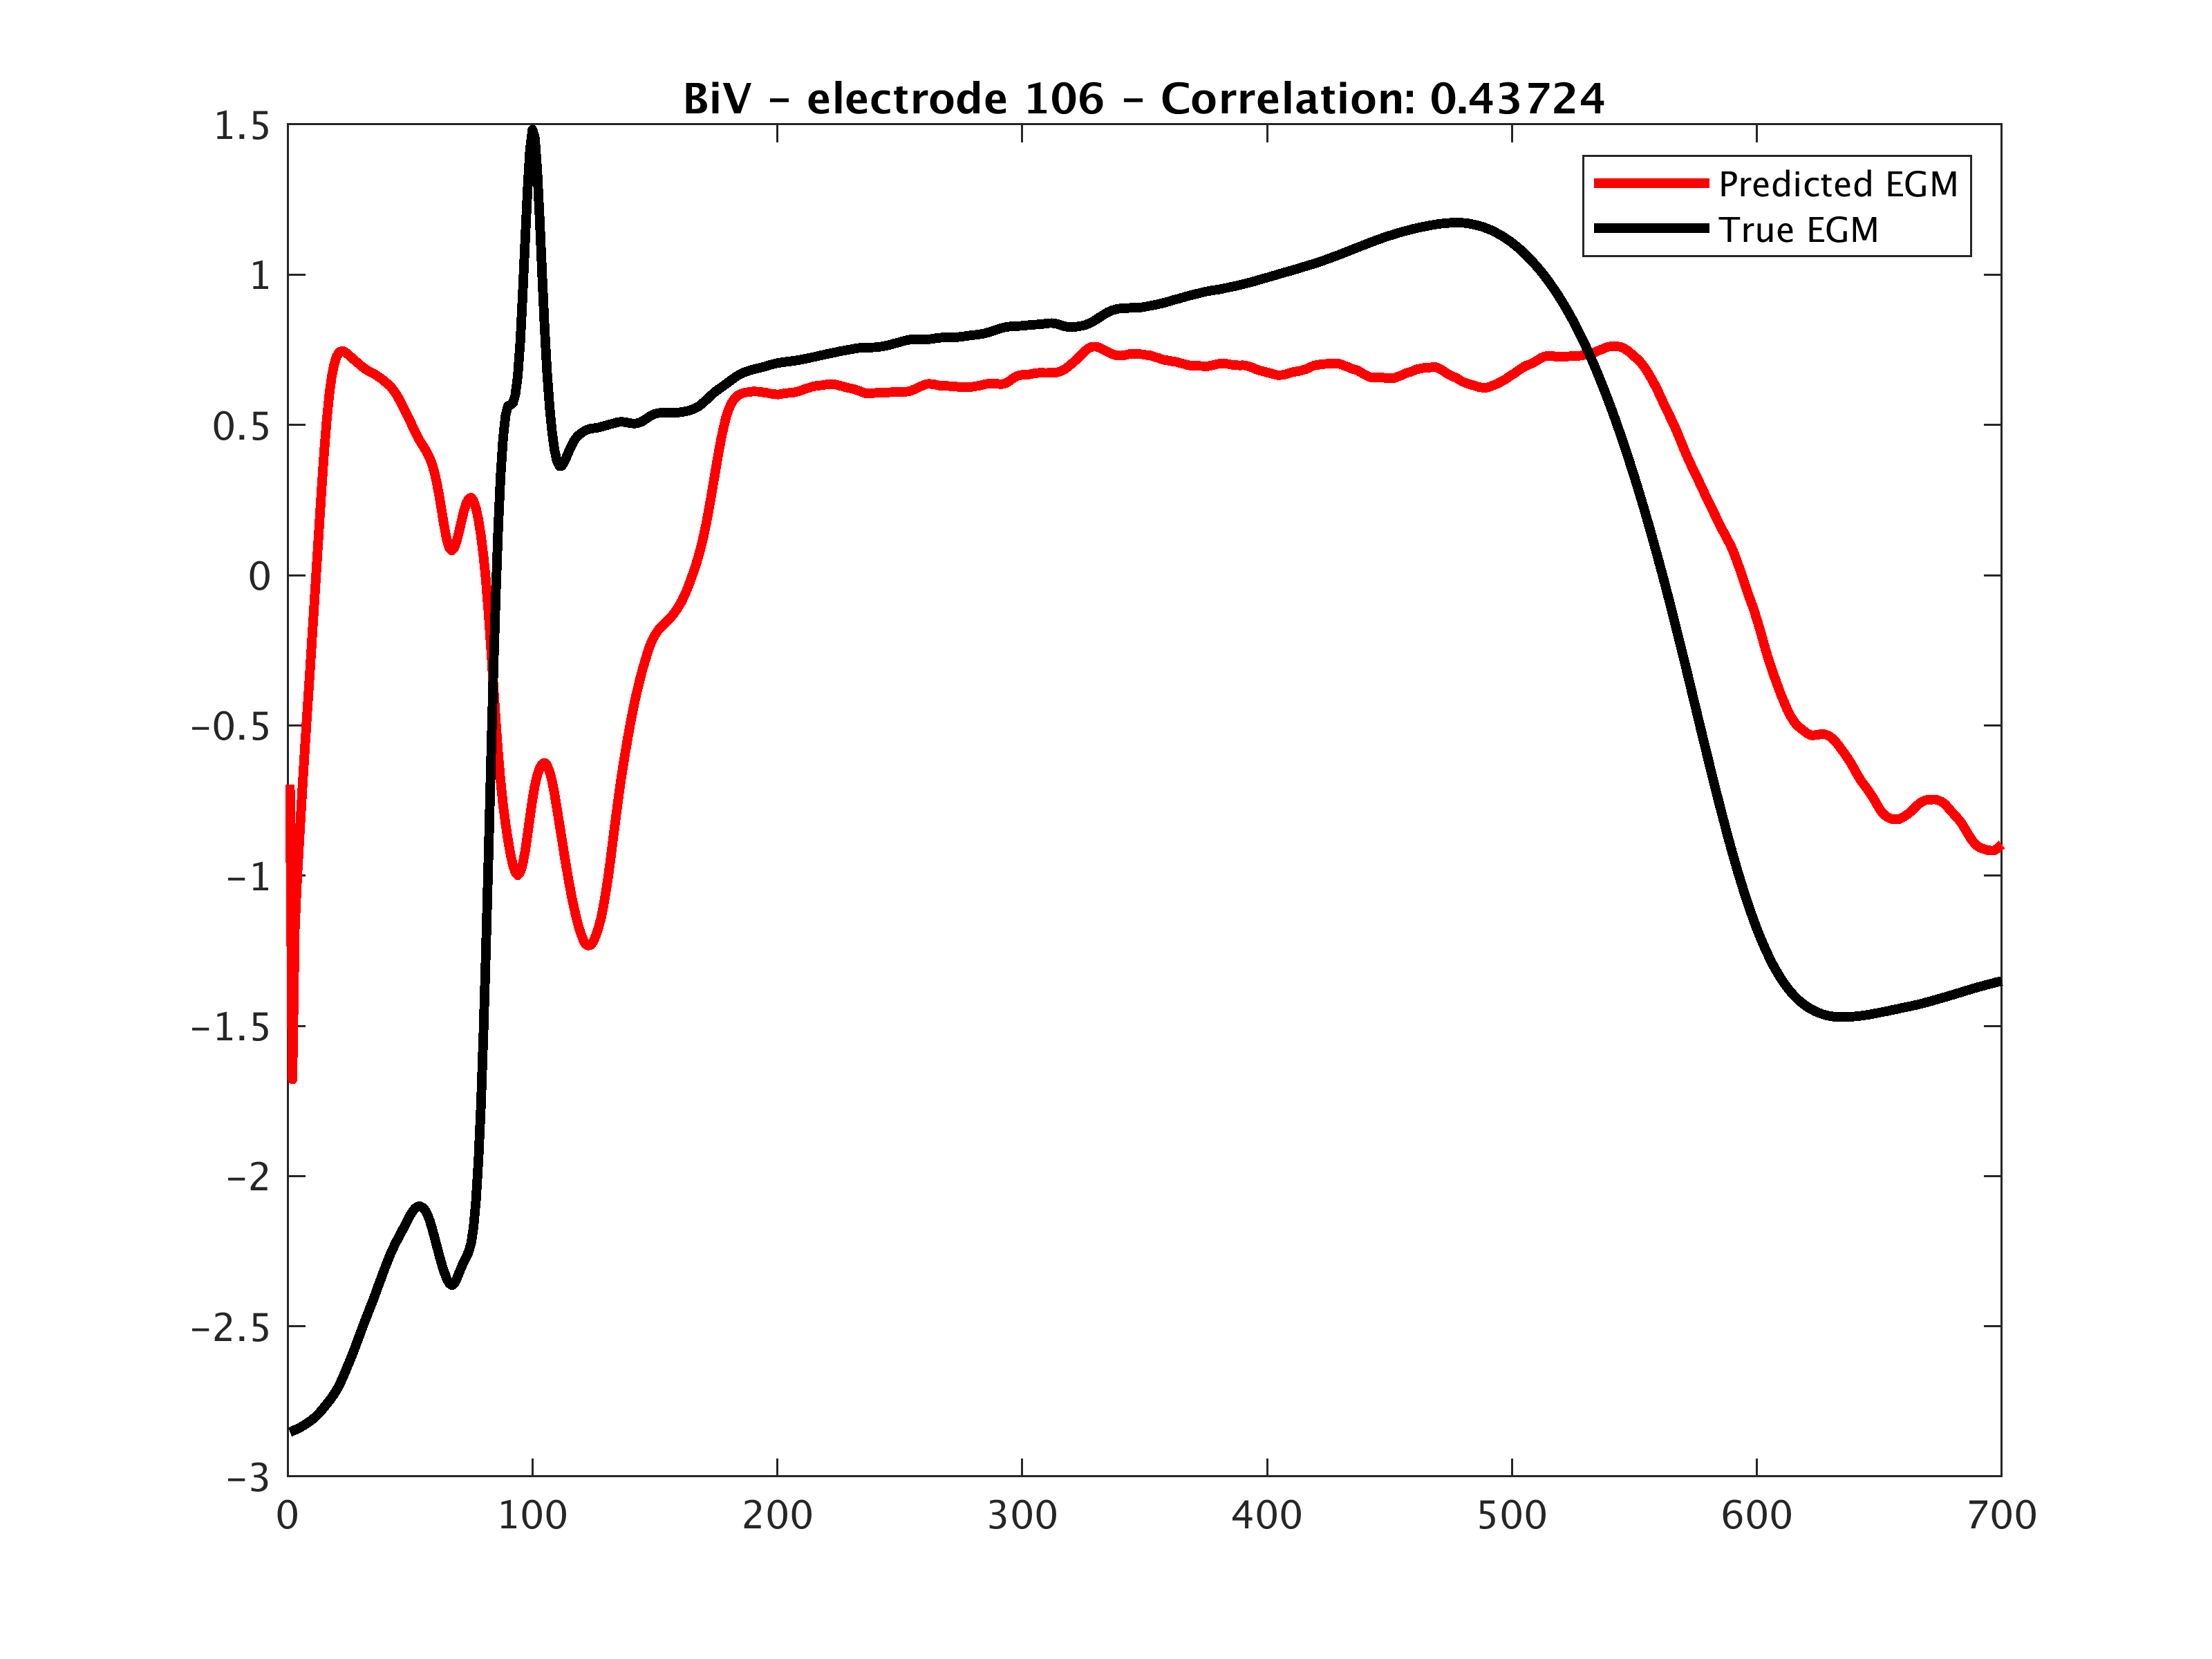 BiV – electrode 106 – Correlation: 0.43724
Predicted EGM
True EGM
1.5
1
0.5
0
−0.5
−1
−1.5
−2
−2.5
−3
0 100 200 300 400 500 600 700